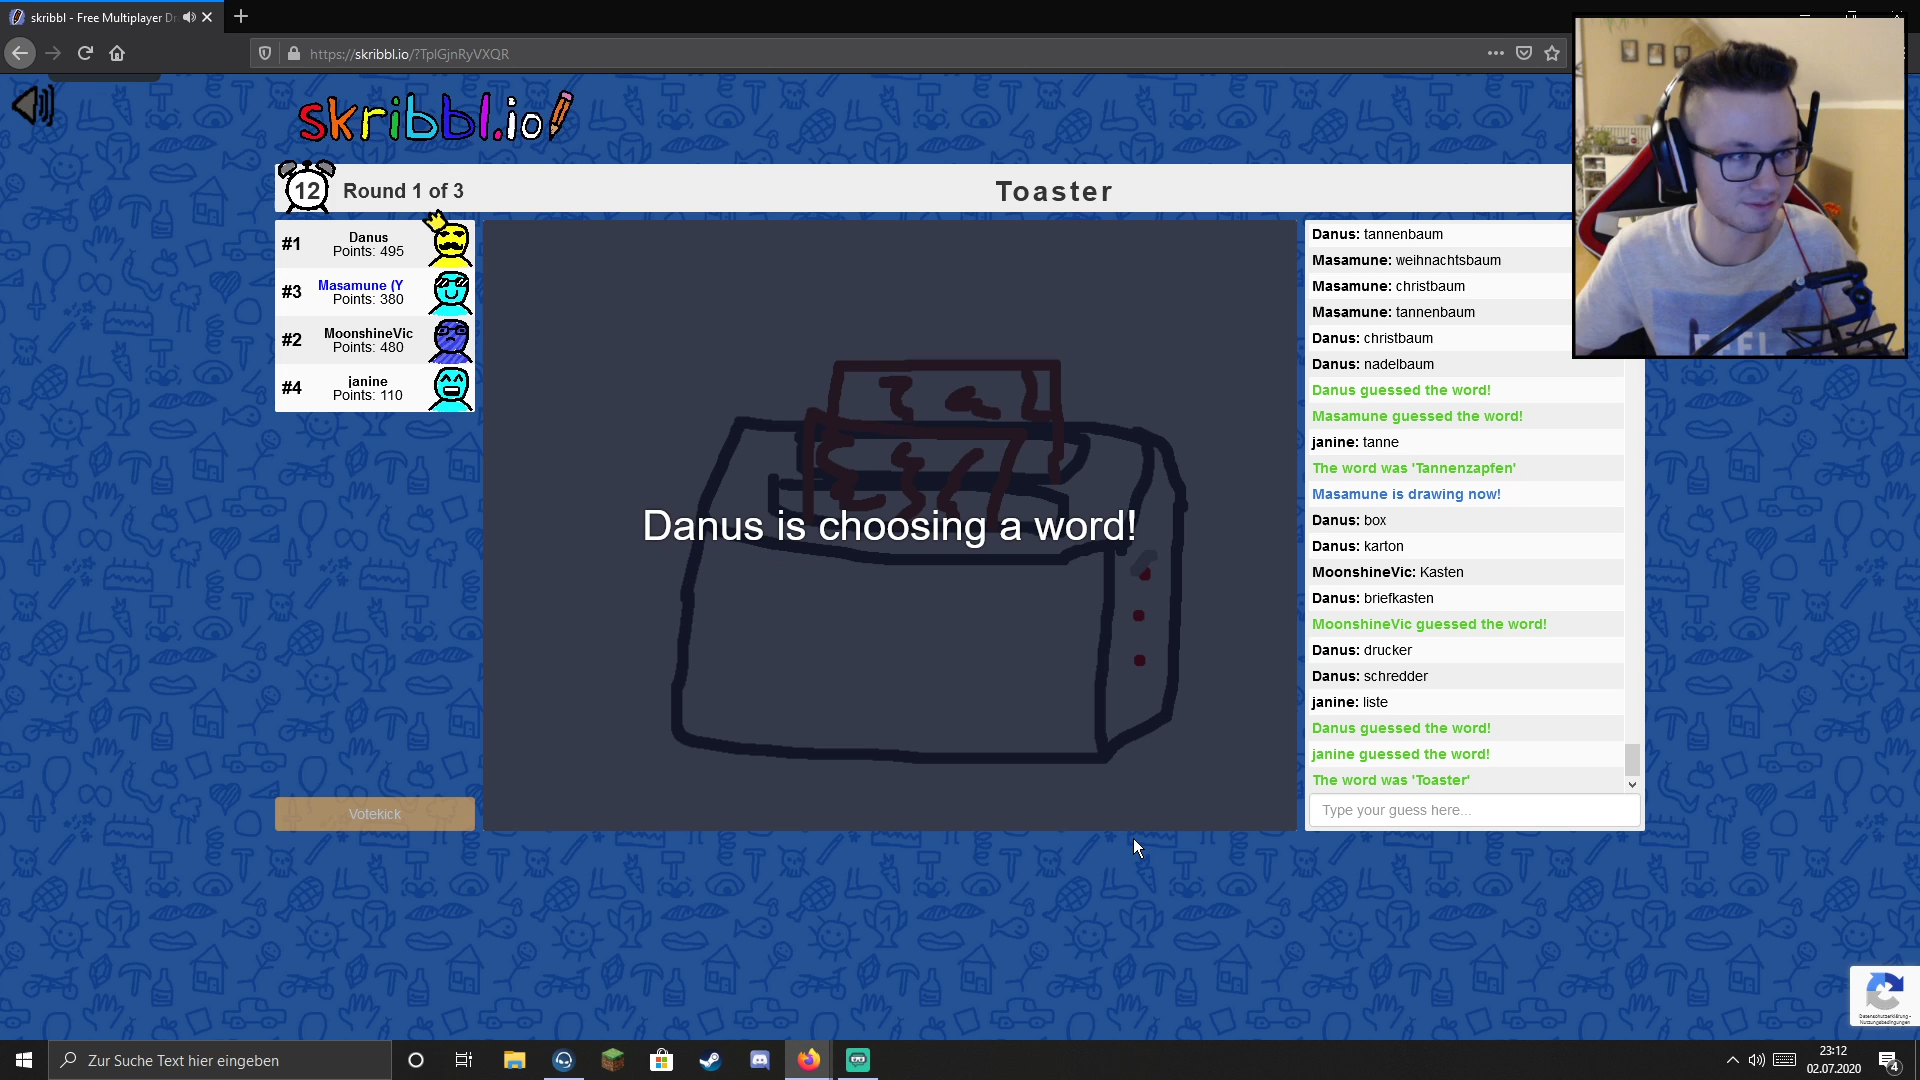 skribbl - Free Multiplayer Dr
https://skribbl.io/?TplGjnRyVXQR
skribbl.io
12
Round 1 of 3
Toaster
#1
Danus
Points: 495
#3
Masamune (Y
Points: 380
#2
MoonshineVic
Points: 480
#4
janine
Points: 110
Votekick
Danus is choosing a word!
Danus: tannenbaum
Masamune: weihnachtsbaum
Masamune: christbaum
Masamune: tannenbaum
Danus: christbaum
Danus: nadelbaum
Danus guessed the word!
Masamune guessed the word!
janine: tanne
The word was 'Tannenzapfen'
Masamune is drawing now!
Danus: box
Danus: karton
MoonshineVic: Kasten
Danus: briefkasten
MoonshineVic guessed the word!
Danus: drucker
Danus: schredder
janine: liste
Danus guessed the word!
janine guessed the word!
The word was 'Toaster'
Type your guess here...
Datenschutzerklärung -
Nutzungsbedingungen
Zur Suche Text hier eingeben
23:12
02.07.2020
4